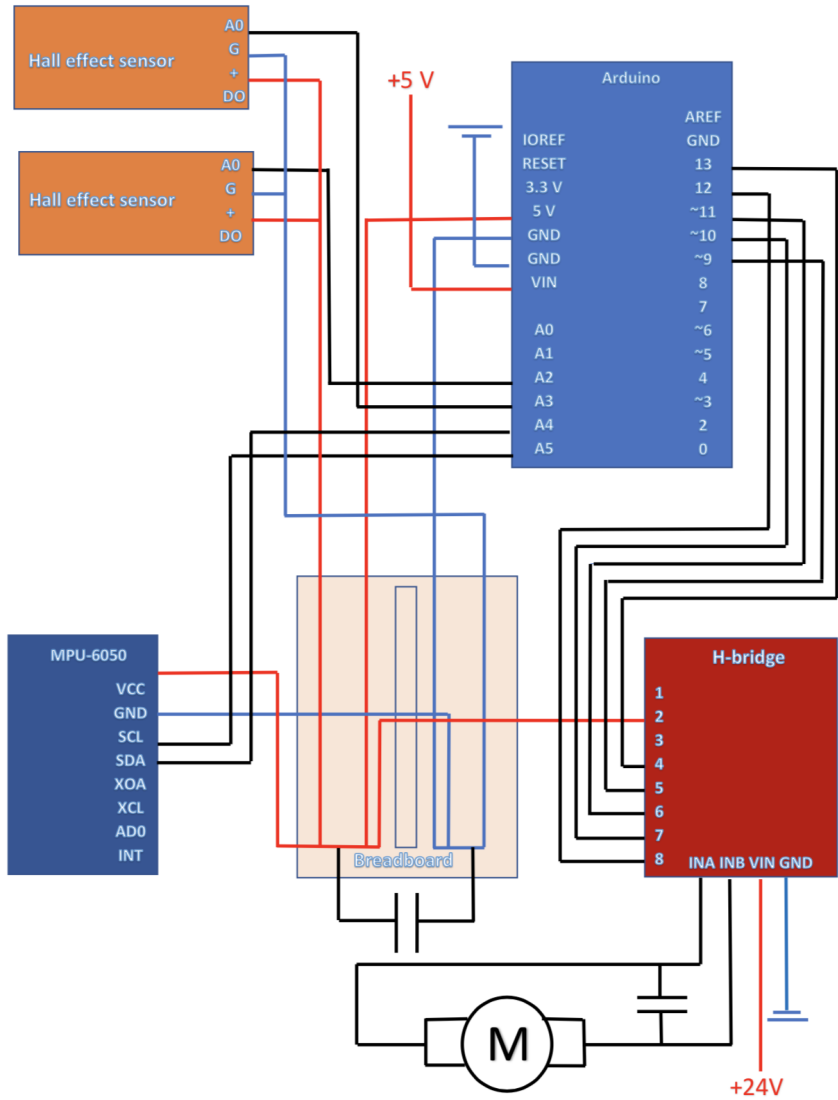 Hall effect sensor
A0
G
+
DO
Hall effect sensor
A0
G
+
DO
+5 V
Arduino
IOREF
RESET
3.3 V
5 V
GND
GND
VIN
A0
A1
A2
A3
A4
A5
AREF
GND
13
12
~11
~10
~9
8
7
~6
~5
4
~3
2
0
MPU-6050
VCC
GND
SCL
SDA
XOA
XCL
AD0
INT
Breadboard
H-bridge
1
2
3
4
5
6
7
8
INA INB VIN GND
M
+24V